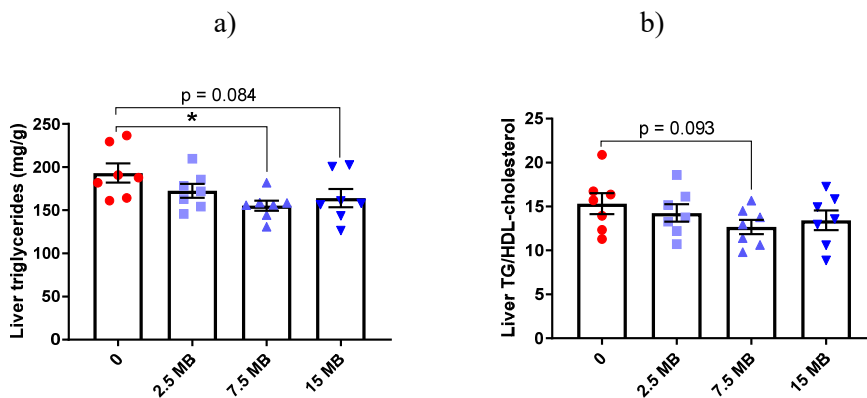 a)
p = 0.084
*
Liver triglycerides (mg/g)
250
200
150
100
50
0
0
2.5 MB
7.5 MB
15 MB
b)
p = 0.093
Liver TG/HDL-cholesterol
25
20
15
10
5
0
0
2.5 MB
7.5 MB
15 MB